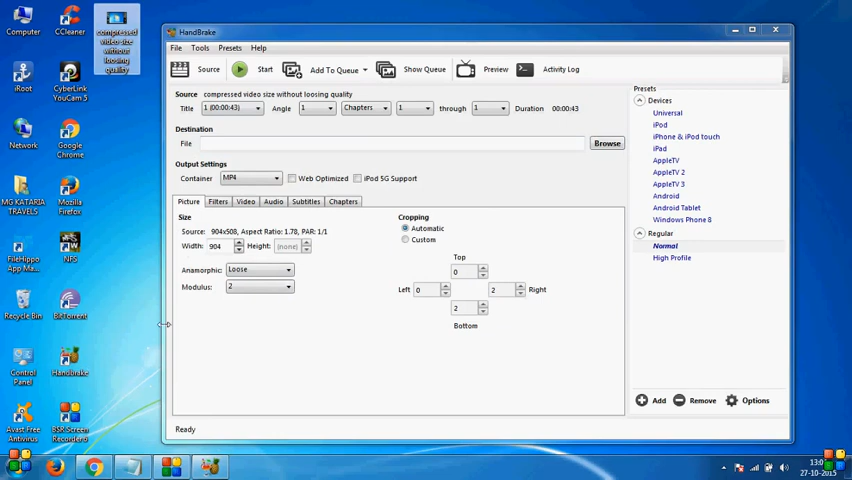 Computer
CCleaner
compressed
video size
without
loosing
quality
iRoot
CyberLink
YouCam 5
Network
Google
Chrome
MG KATARIA
TRAVELS
Mozilla
Firefox
FileHippo
App Ma...
NFS
Recycle Bin
BitTorrent
Control
Panel
Handbrake
Avast Free
Antivirus
BSR Screen
Recorder 6
HandBrake
File Tools Presets Help
Source Start Add To Queue Show Queue Preview Activity Log
Source compressed video size without loosing quality
Title 1 (00:00:43) Angle 1 Chapters 1 through 1 Duration 00:00:43
Destination
File Browse
Output Settings
Container MP4 Web Optimized iPod 5G Support
Picture Filters Video Audio Subtitles Chapters
Size
Source: 904x508, Aspect Ratio: 1.78, PAR: 1/1
Width: 904 Height: (none)
Anamorphic: Loose
Modulus: 2
Cropping
Automatic
Custom
Top
0
Left 0 2 Right
2
Bottom
Presets
Devices
Universal
iPod
iPhone & iPod touch
iPad
AppleTV
AppleTV 2
AppleTV 3
Android
Android Tablet
Windows Phone 8
Regular
Normal
High Profile
Add Remove Options
Ready
27-10-2015